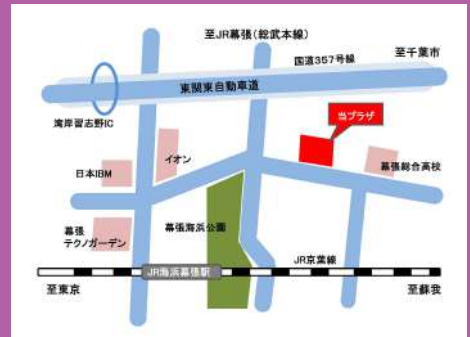 至JR幕張(総武本線)
国道357号線
至千葉市
東関東自動車道
当プラザ
湾岸習志野IC
イオン
日本IBM
幕張総合高校
幕張海浜公園
幕張
テクノガーデン
JR京葉線
JR海浜幕張駅
至東京
至蘇我